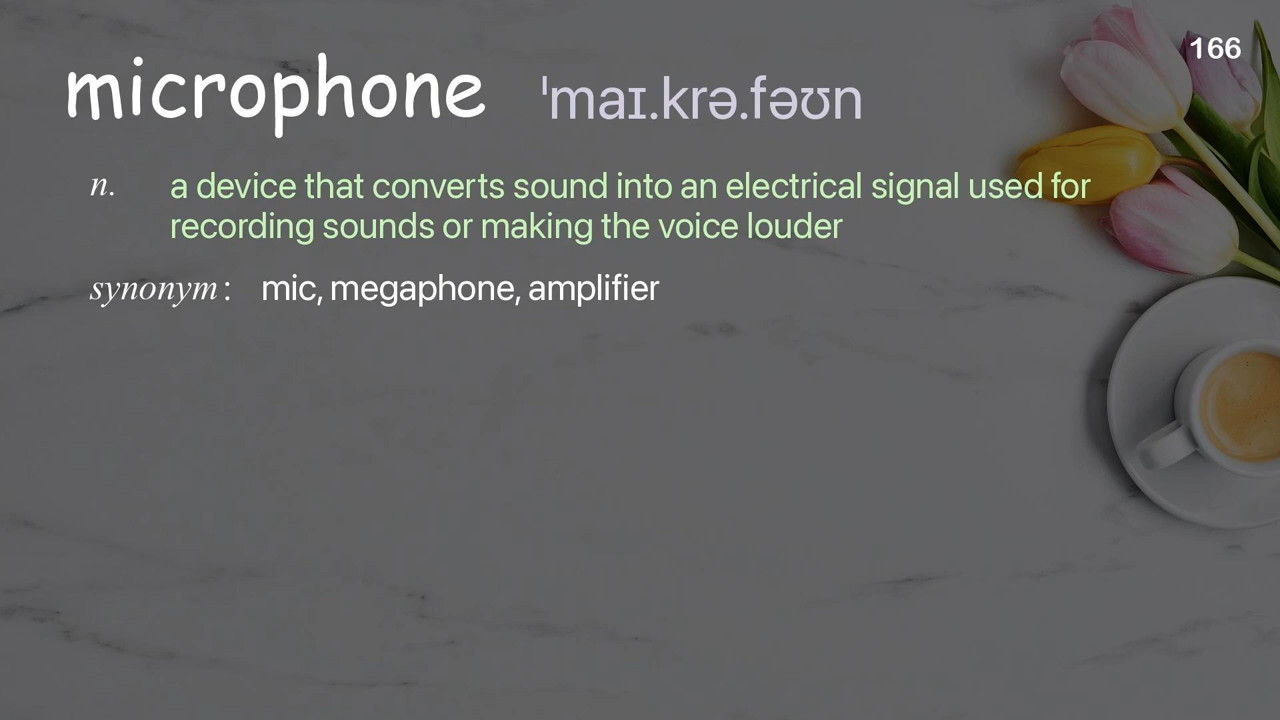 166
microphone ˈmaɪ.krə.fəʊn
n. a device that converts sound into an electrical signal used for
recording sounds or making the voice louder
synonym: mic, megaphone, amplifier